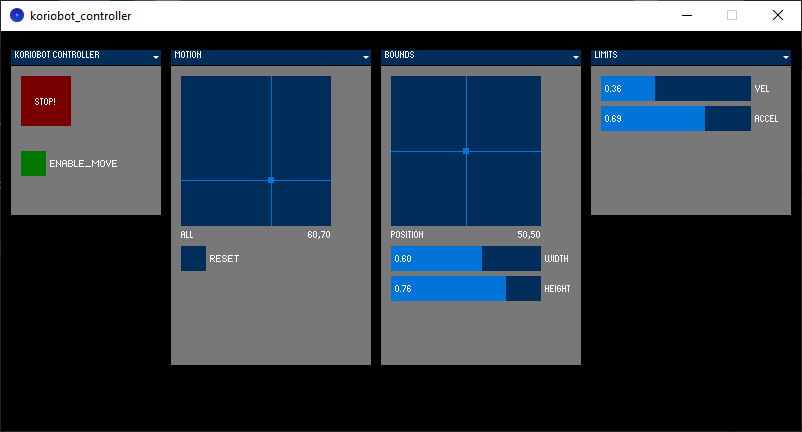 koriobot_controller
KORIOBOT CONTROLLER
STOP!
ENABLE_MOVE
MOTION
ALL 60,70
RESET
BOUNDS
POSITION 50,50
0.60 WIDTH
0.76 HEIGHT
LIMITS
0.36 VEL
0.69 ACCEL